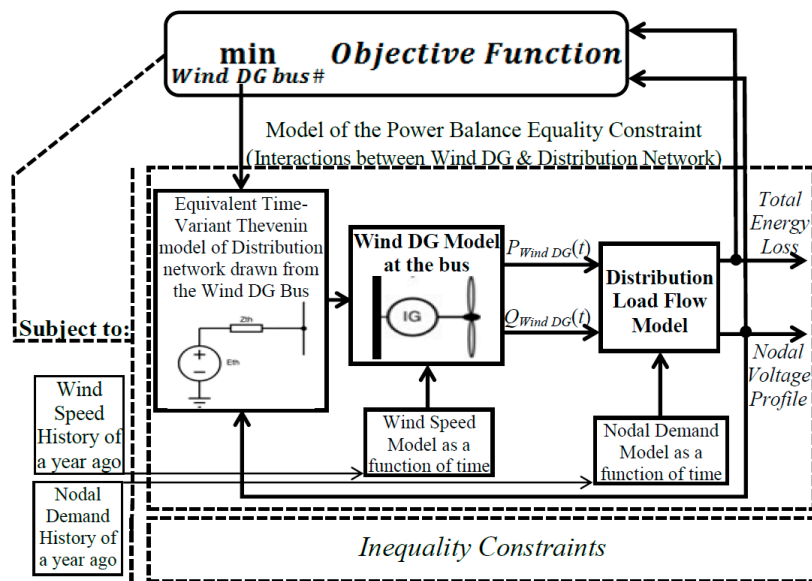 min Objective Function
Wind DG bus#
Model of the Power Balance Equality Constraint
(Interactions between Wind DG & Distribution Network)
Equivalent Time-
Variant Thevenin
model of Distribution
network drawn from
the Wind DG Bus
Zth
+
-
Eth
Wind DG Model
at the bus
IG
P Wind DG(t)
Q Wind DG(t)
Distribution
Load Flow
Model
Total
Energy
Loss
Nodal
Voltage
Profile
Subject to:
Wind
Speed
History of
a year ago
Nodal
Demand
History of
a year ago
Wind Speed
Model as a
function of time
Nodal Demand
Model as a
function of time
Inequality Constraints